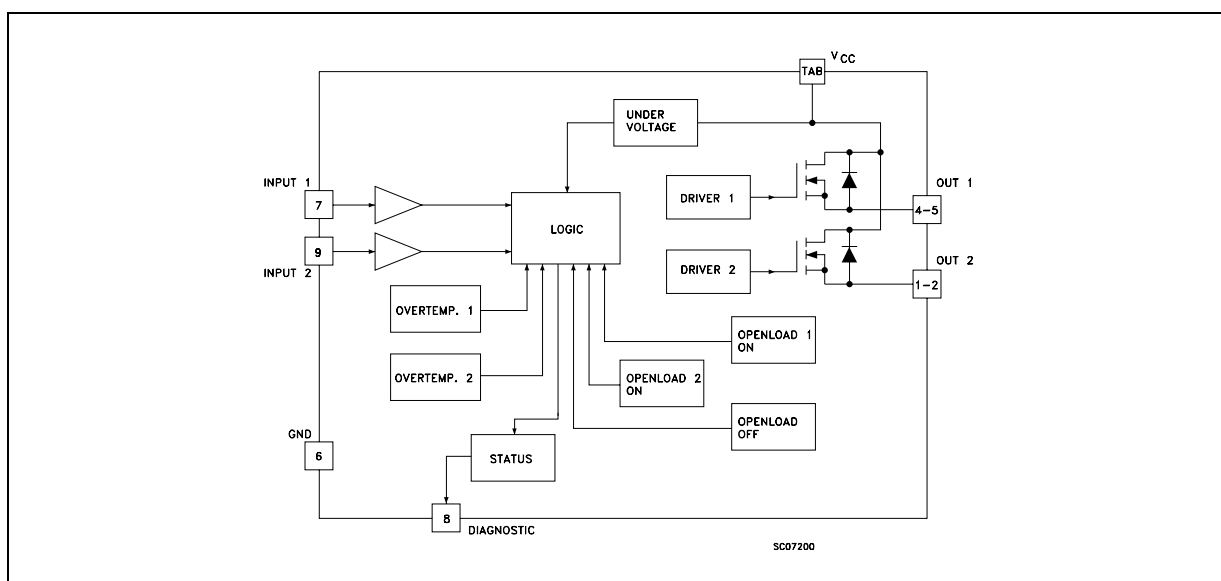 VCC
TAB
UNDER
VOLTAGE
INPUT 1
7
DRIVER 1
OUT 1
4-5
LOGIC
9
INPUT 2
DRIVER 2
OUT 2
1-2
OVERTEMP. 1
OPENLOAD 1
ON
OVERTEMP. 2
OPENLOAD 2
ON
OPENLOAD
OFF
GND
6
STATUS
8
DIAGNOSTIC
SC07200